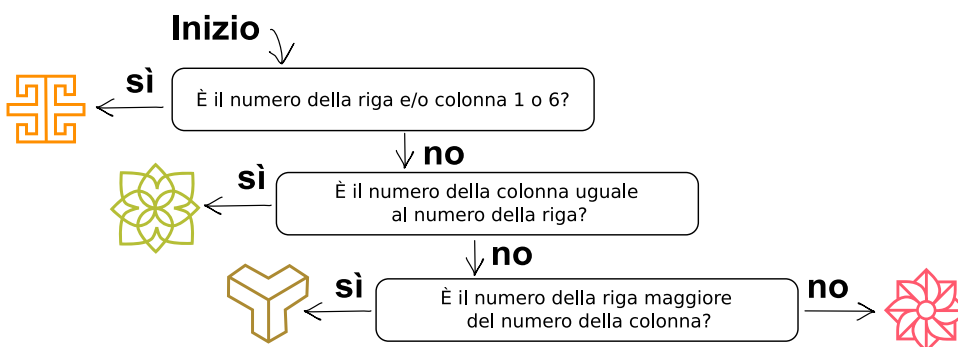 Inizio
sì
È il numero della riga e/o colonna 1 o 6?
no
sì
È il numero della colonna uguale
al numero della riga?
no
sì
È il numero della riga maggiore
del numero della colonna?
no